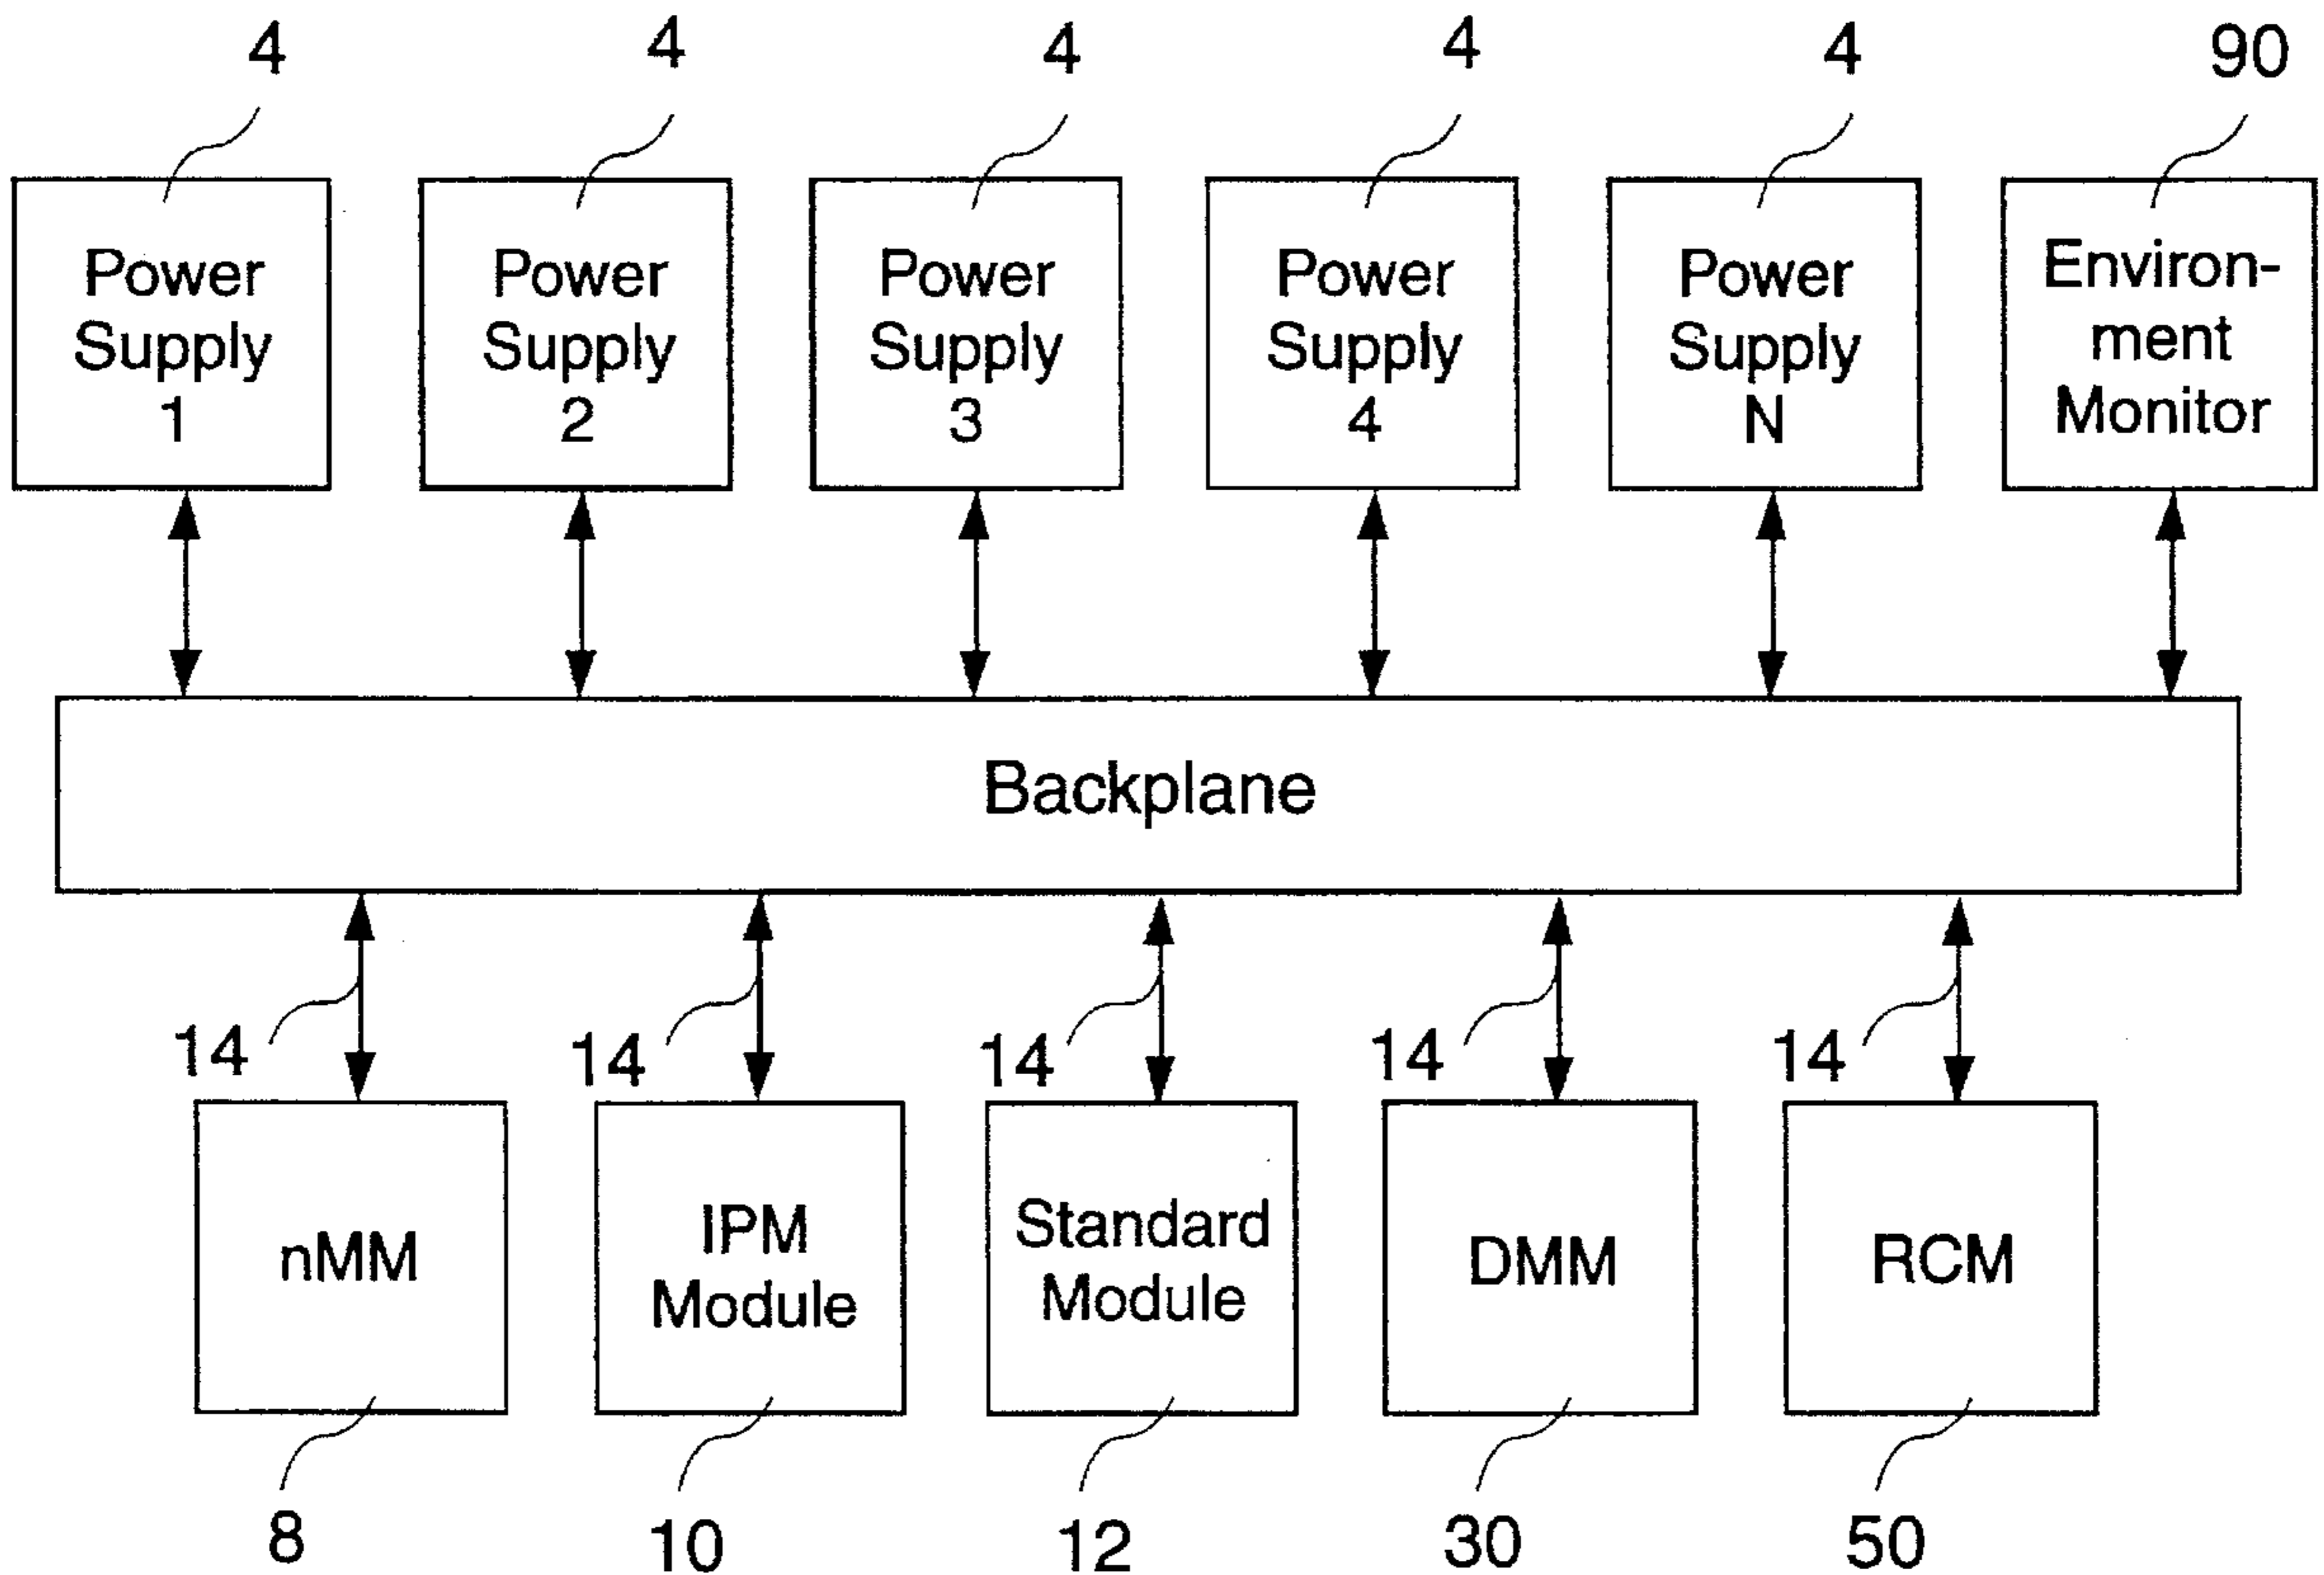 4 4 4 4 4 90
Power
Supply
1
Power
Supply
2
Power
Supply
3
Power
Supply
4
Power
Supply
N
Environ-
ment
Monitor
Backplane
14 14 14 14 14
nMM
IPM
Module
Standard
Module
DMM
RCM
8 10 12 30 50